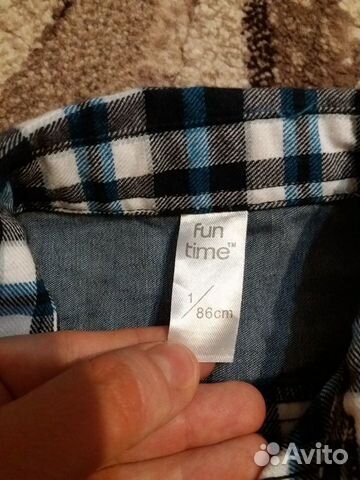 fun
time™
1/
86cm
Avito